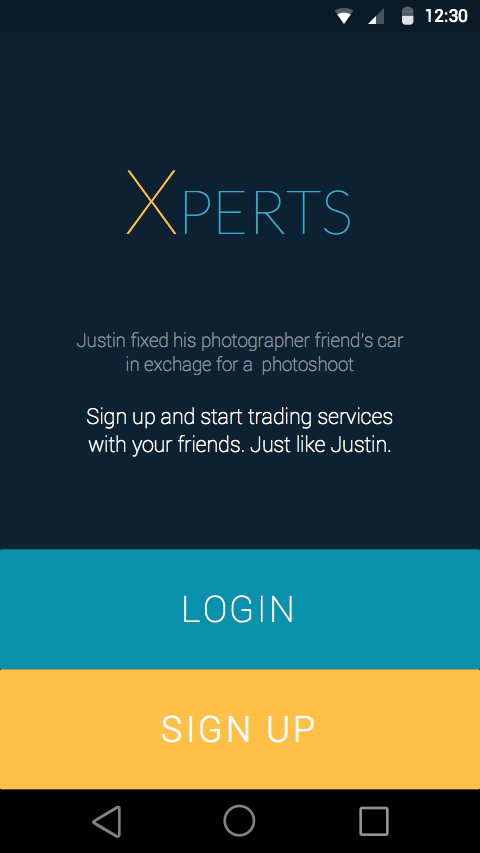 12:30
XPERTS
Justin fixed his photographer friend's car
in exchage for a photoshoot
Sign up and start trading services
with your friends. Just like Justin.
LOGIN
SIGN UP